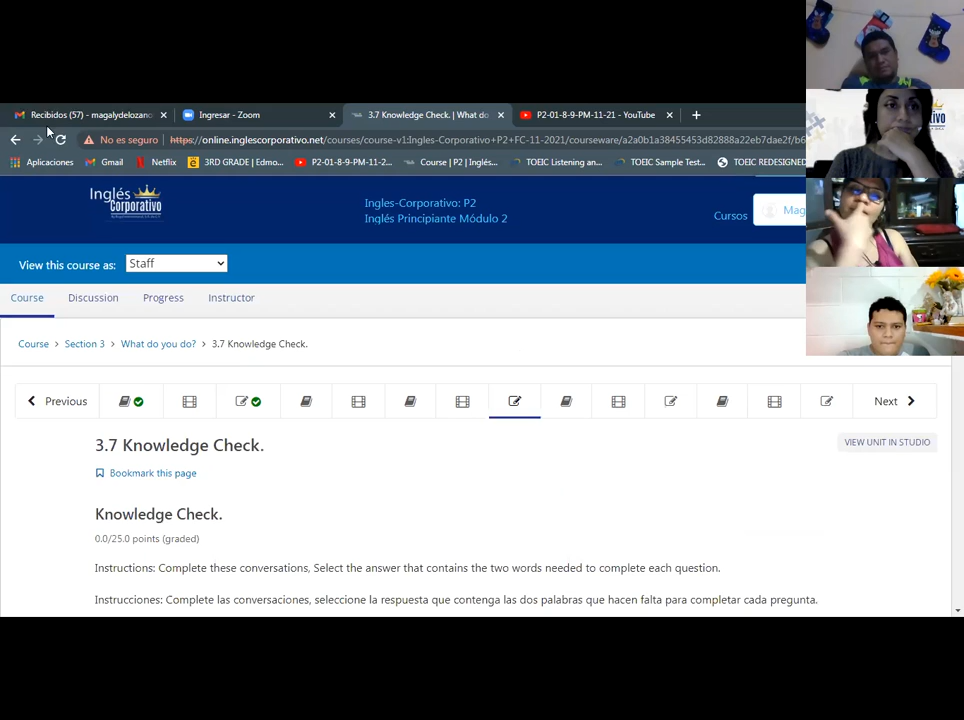 Recibidos (57) - magalydelozano
Ingresar - Zoom
3.7 Knowledge Check. | What do
P2-01-8-9-PM-11-21 - YouTube
No es seguro
https://online.inglescorporativo.net/courses/course-v1:Ingles-Corporativo+P2+FC-11-2021/courseware/a2a0b1a38455453d82888a22eb7dae2f/b6
Aplicaciones
Gmail
Netflix
3RD GRADE | Edmo...
P2-01-8-9-PM-11-2...
Course | P2 | Inglés...
TOEIC Listening an...
TOEIC Sample Test...
TOEIC REDESIGNED
Inglés
Corporativo
Ingles-Corporativo: P2
Inglés Principiante Módulo 2
Cursos
Mag
View this course as:
Staff
Course
Discussion
Progress
Instructor
Course > Section 3 > What do you do? > 3.7 Knowledge Check.
Previous
Next
3.7 Knowledge Check.
VIEW UNIT IN STUDIO
Bookmark this page
Knowledge Check.
0.0/25.0 points (graded)
Instructions: Complete these conversations, Select the answer that contains the two words needed to complete each question.
Instrucciones: Complete las conversaciones, seleccione la respuesta que contenga las dos palabras que hacen falta para completar cada pregunta.